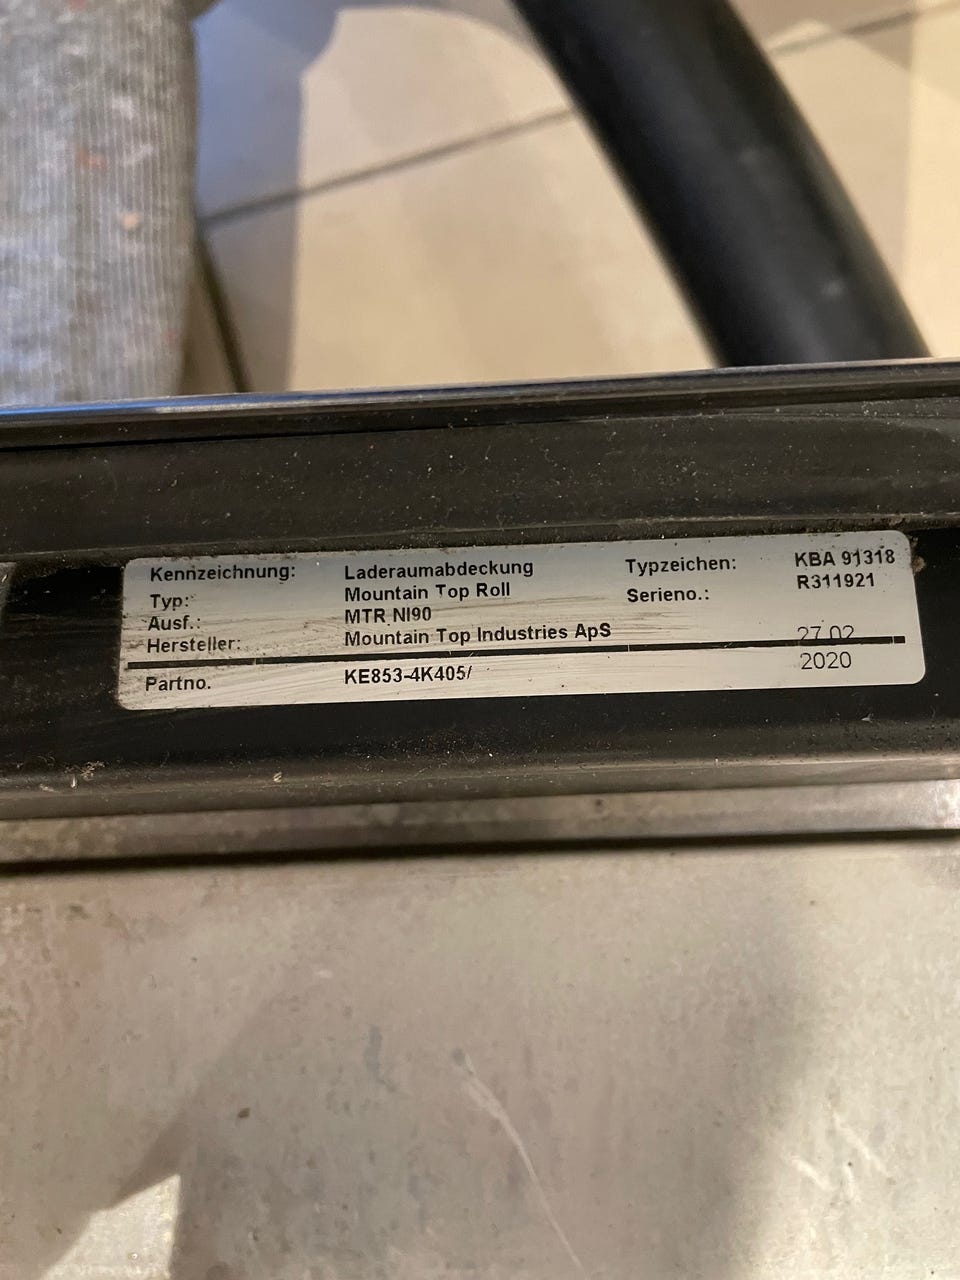 Kennzeichnung: Laderaumabdeckung Typzeichen: KBA 91318
Typ: Mountain Top Roll Serieno.: R311921
Ausf.: MTR NI90
Hersteller: Mountain Top Industries ApS 27.02
Partno. KE853-4K405/ 2020